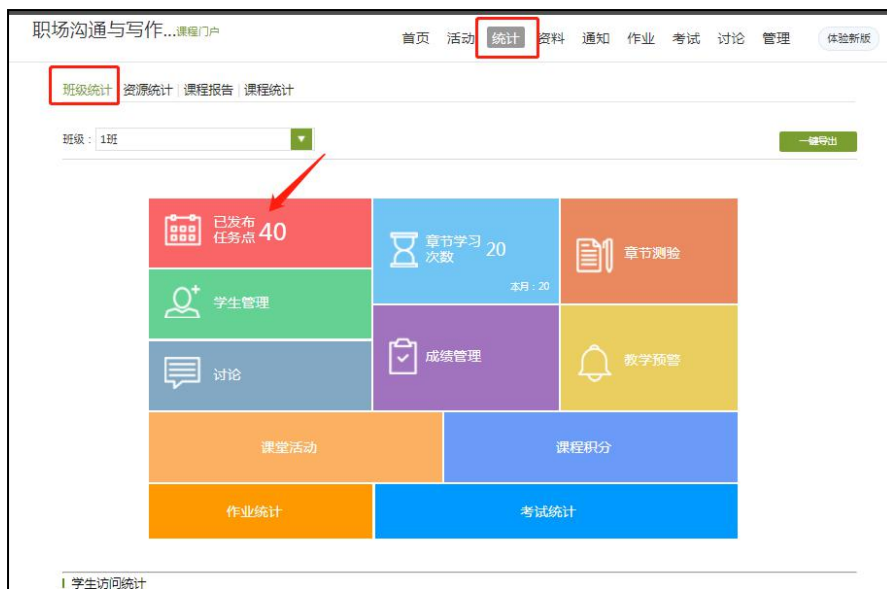 职场沟通与写作...课程门户
首页 活动 统计 资料 通知 作业 考试 讨论 管理 体验新版
班级统计 资源统计 课程报告 课程统计
班级： 1班
一键导出
已发布
任务点 40
章节学习
次数 20
本月：20
章节测验
学生管理
成绩管理
教学预警
讨论
课堂活动
课程积分
作业统计
考试统计
学生访问统计